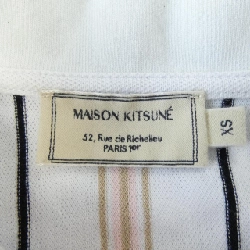 MAISON KITSUNÉ
52, Rue de Richelieu
PARIS 1er
XS